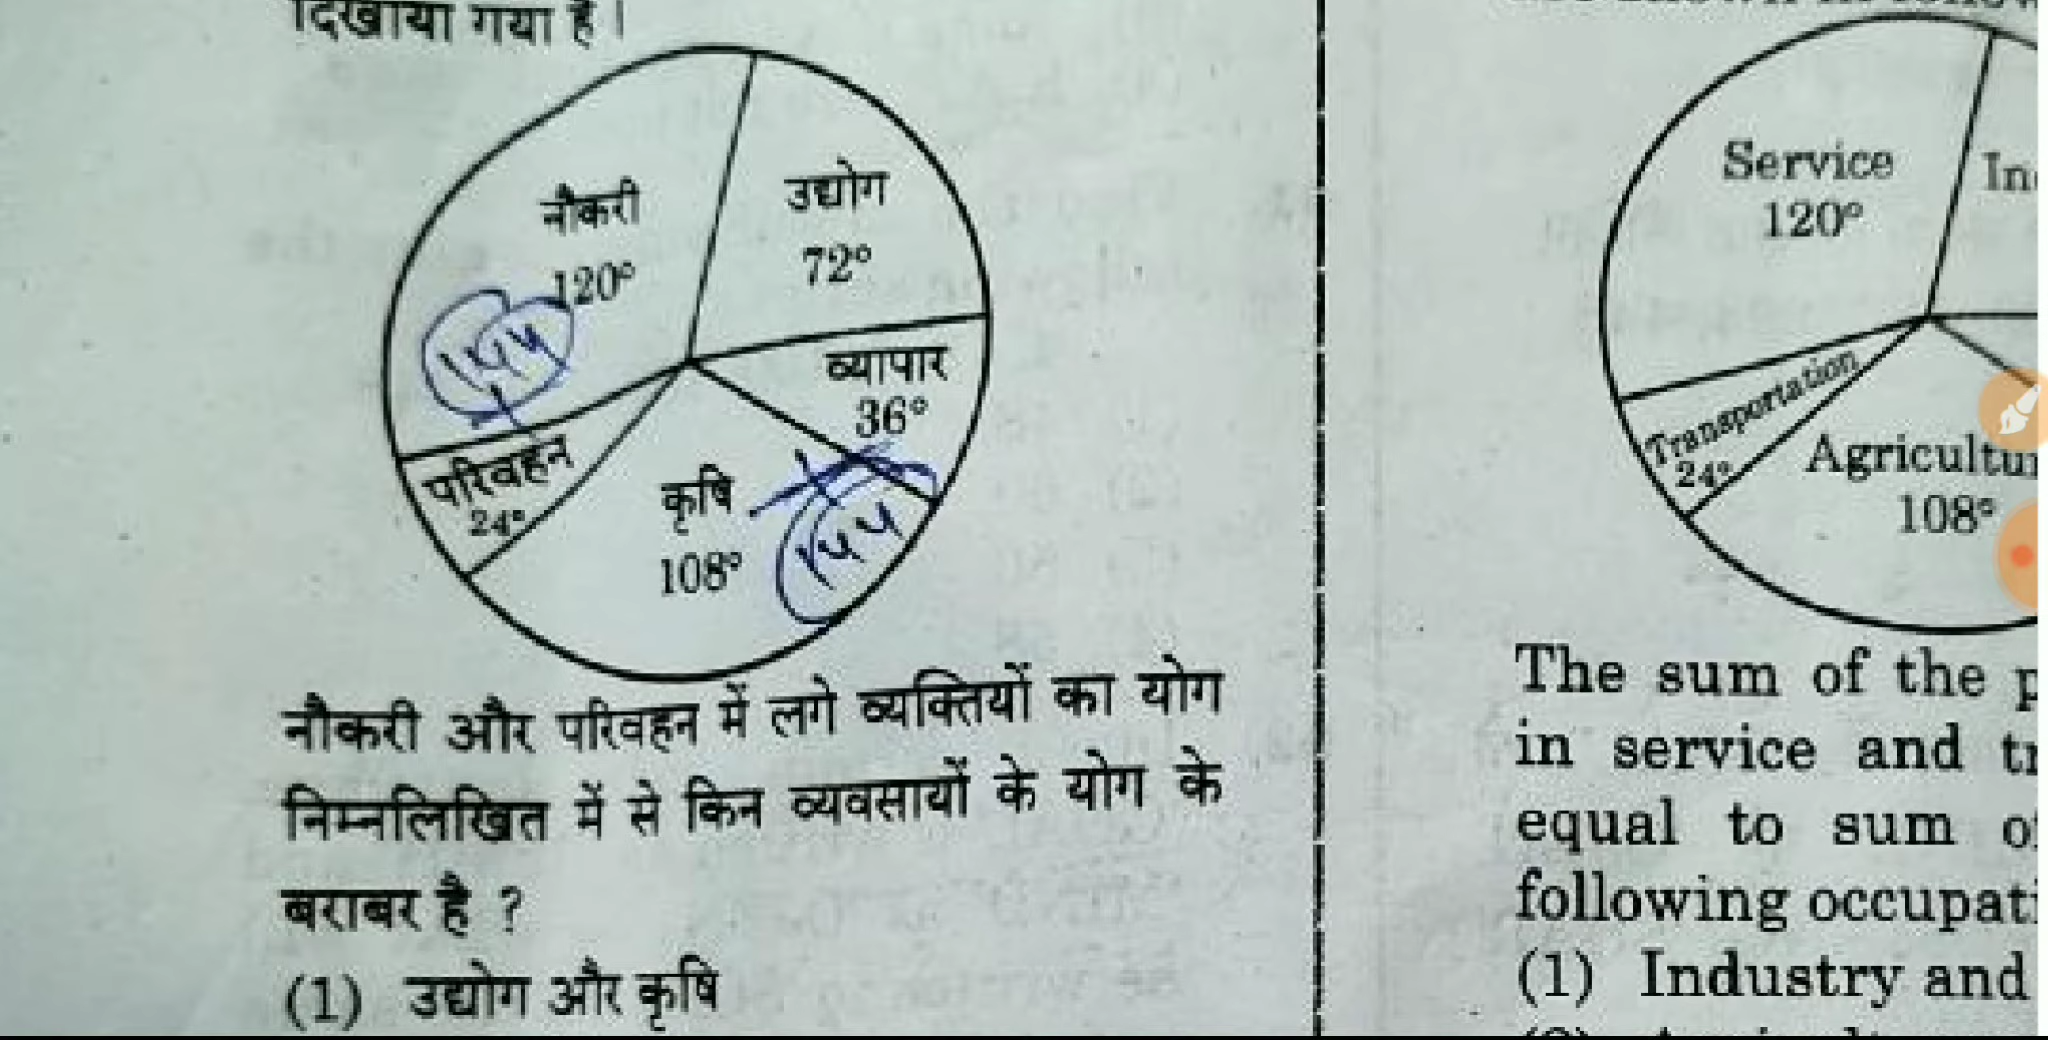 दिखाया गया है।
नौकरी
120°
उद्योग
72°
व्यापार
36°
144
परिवहन
24°
कृषि
108°
144
नौकरी और परिवहन में लगे व्यक्तियों का योग
निम्नलिखित में से किन व्यवसायों के योग के
बराबर है ?
(1) उद्योग और कृषि
Service
120°
Transportation
24°
108°
The sum of the
in service and
equal to sum
following
(1) Industry and